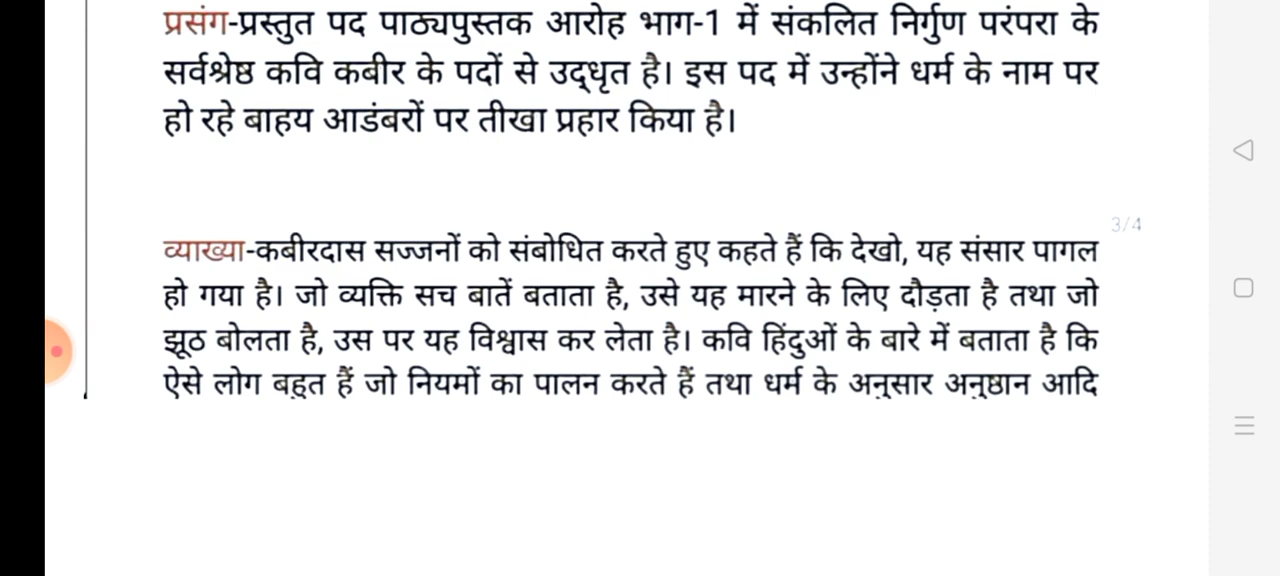 प्रसंग-प्रस्तुत पद पाठ्यपुस्तक आरोह भाग-1 में संकलित निर्गुण परंपरा के
सर्वश्रेष्ठ कवि कबीर के पदों से उद्धृत है। इस पद में उन्होंने धर्म के नाम पर
हो रहे बाहय आडंबरों पर तीखा प्रहार किया है।
3/4
व्याख्या-कबीरदास सज्जनों को संबोधित करते हुए कहते हैं कि देखो, यह संसार पागल
हो गया है। जो व्यक्ति सच बातें बताता है, उसे यह मारने के लिए दौड़ता है तथा जो
झूठ बोलता है, उस पर यह विश्वास कर लेता है। कवि हिंदुओं के बारे में बताता है कि
ऐसे लोग बहुत हैं जो नियमों का पालन करते हैं तथा धर्म के अनुसार अनुष्ठान आदि